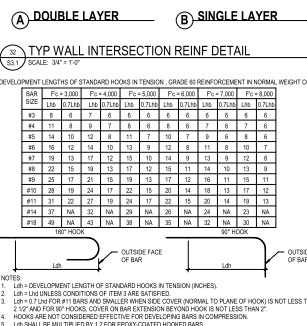 A DOUBLE LAYER
B SINGLE LAYER
32 S3.1 TYP WALL INTERSECTION REINF DETAIL
SCALE: 3/4" = 1'-0"
DEVELOPMENT LENGTHS OF STANDARD HOOKS IN TENSION , GRADE 60 REINFORCEMENT IN NORMAL WEIGHT
BAR SIZE F'c = 3,000 F'c = 4,000 F'c = 5,000 F'c = 6,000 F'c = 7,000 F'c = 8,000
Lhb 0.7Lhb Lhb 0.7Lhb Lhb 0.7Lhb Lhb 0.7Lhb Lhb 0.7Lhb Lhb 0.7Lhb
#3 8 6 7 6 6 6 6 6 6 6 6 6
#4 11 8 9 7 8 6 8 6 7 6 7 6
#5 14 10 12 8 11 7 10 7 9 6 8 6
#6 16 12 14 10 13 9 12 8 11 8 10 7
#7 19 13 17 12 15 10 14 9 13 9 12 8
#8 22 15 19 13 17 12 15 11 14 10 13 9
#9 25 17 21 15 19 13 17 12 16 11 15 11
#10 28 19 24 17 22 15 20 14 18 13 17 12
#11 31 22 27 19 24 17 22 15 20 14 19 13
#14 37 NA 32 NA 29 NA 26 NA 24 NA 23 NA
#18 49 NA 43 NA 38 NA 35 NA 32 NA 30 NA
180° HOOK
90° HOOK
OUTSIDE FACE OF BAR
Ldh
Ldh
NOTES:
1. Ldh = DEVELOPMENT LENGTH OF STANDARD HOOKS IN TENSION (INCHES).
2. Ldh = Lhd UNLESS CONDITIONS OF ITEM 3 ARE SATISFIED.
3. Ldh = 0.7 Lhd FOR #11 BARS AND SMALLER WHEN SIDE COVER (NORMAL TO PLANE OF HOOK) IS NOT LESS
2 1/2" AND FOR 90° HOOKS, COVER ON BAR EXTENSION BEYOND HOOK IS NOT LESS THAN 2".
4. HOOKS ARE NOT CONSIDERED EFFECTIVE FOR DEVELOPING BARS IN COMPRESSION.
5. Ldh SHALL BE MULTIPLIED BY 1.2 FOR EPOXY-COATED HOOKED BARS.